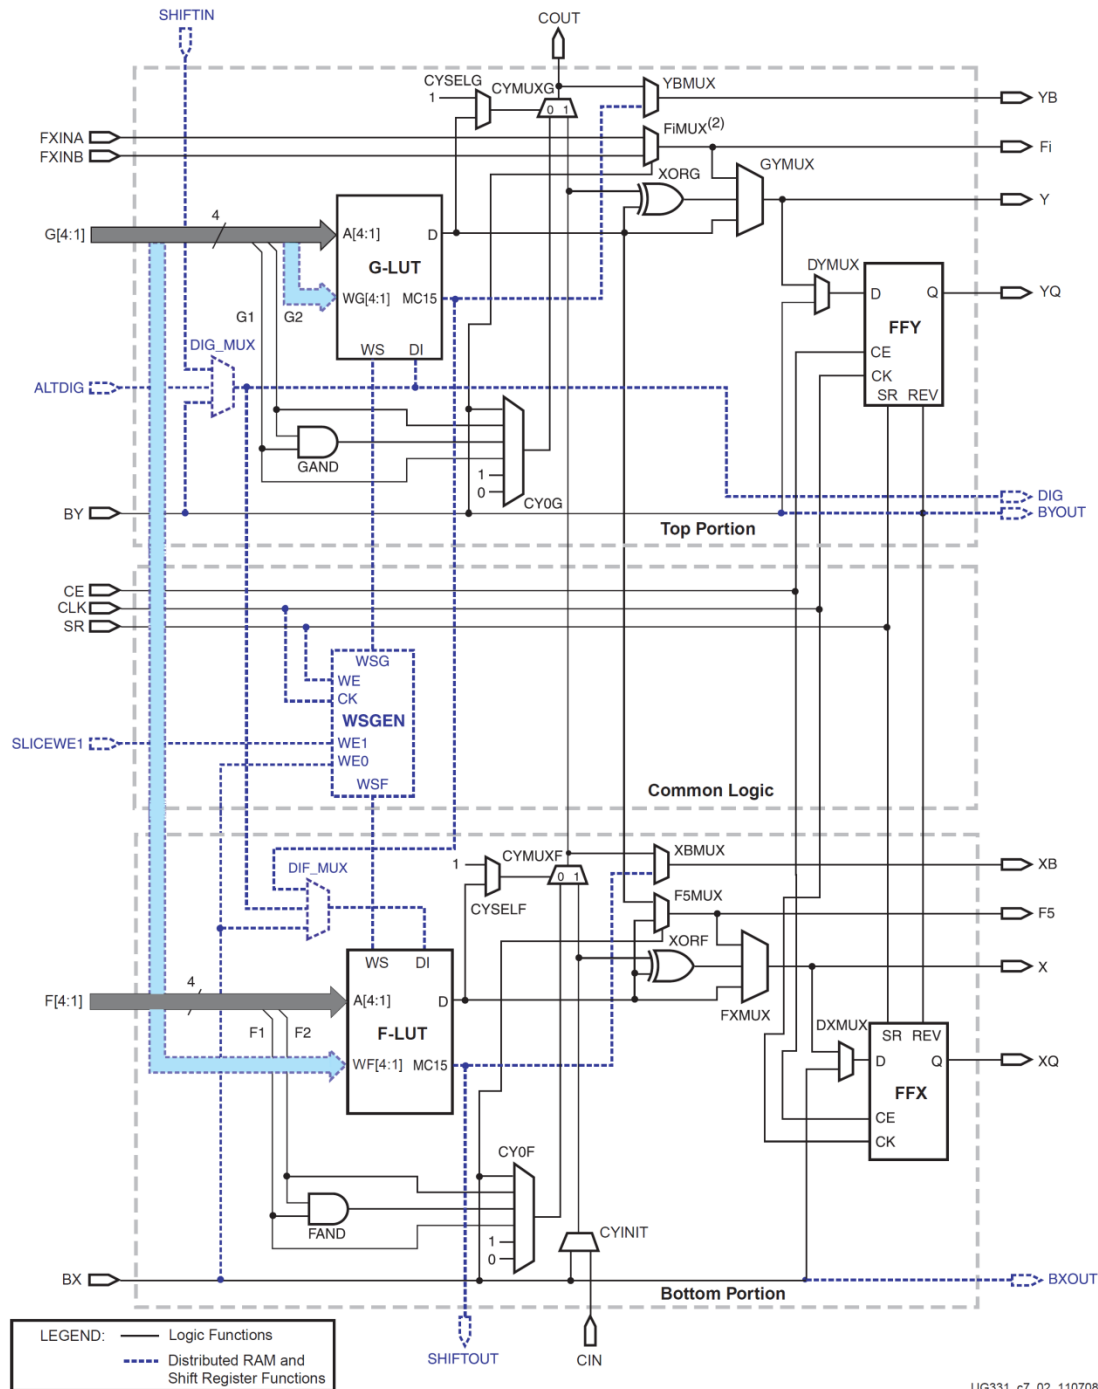 SHIFTIN
COUT
CYSELG
CYMUXG
YBMUX
1
0 1
YB
FXINA
FXINB
FiMUX(2)
Fi
XORG
GYMUX
Y
4
G[4:1]
A[4:1]
D
G-LUT
WG[4:1]
MC15
G1
G2
WS
DI
DYMUX
D
Q
YQ
FFY
CE
CK
SR
REV
DIG_MUX
ALTDIG
GAND
1
0
CY0G
BY
DIG
BYOUT
Top Portion
CE
CLK
SR
WSG
WE
CK
WSGEN
SLICEWE1
WE1
WE0
WSF
Common Logic
CYMUXF
XBMUX
1
0 1
XB
DIF_MUX
CYSELF
F5MUX
F5
XORF
WS
DI
X
4
F[4:1]
A[4:1]
D
FXMUX
F1
F2
F-LUT
WF[4:1]
MC15
DXMUX
SR
REV
D
Q
XQ
FFX
CE
CK
CY0F
FAND
1
0
CYINIT
BX
BXOUT
Bottom Portion
LEGEND:
Logic Functions
Distributed RAM and
Shift Register Functions
SHIFTOUT
CIN
UG331_c7_02_110708